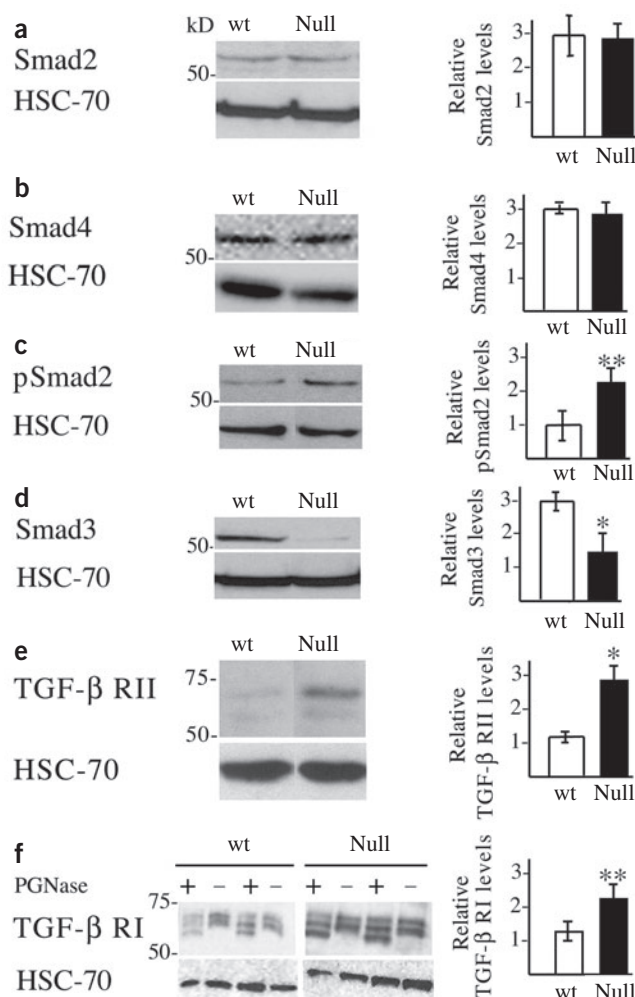 a
kD wt Null
Smad2
50-
HSC-70
Relative
Smad2 levels
3
2
1
wt Null
b
wt Null
Smad4
50-
HSC-70
Relative
Smad4 levels
3
2
1
wt Null
c
wt Null
pSmad2
50-
HSC-70
Relative
pSmad2 levels
3
2
1
**
wt Null
d
Smad3
50-
HSC-70
Relative
Smad3 levels
3
2
1
*
wt Null
e
wt Null
75-
TGF-β RII
50-
HSC-70
Relative
TGF-β RII levels
3
2
1
*
wt Null
f
wt Null
PGNase + − + − + − + −
75-
TGF-β RI
50-
HSC-70
Relative
TGF-β RI levels
3
2
1
**
wt Null